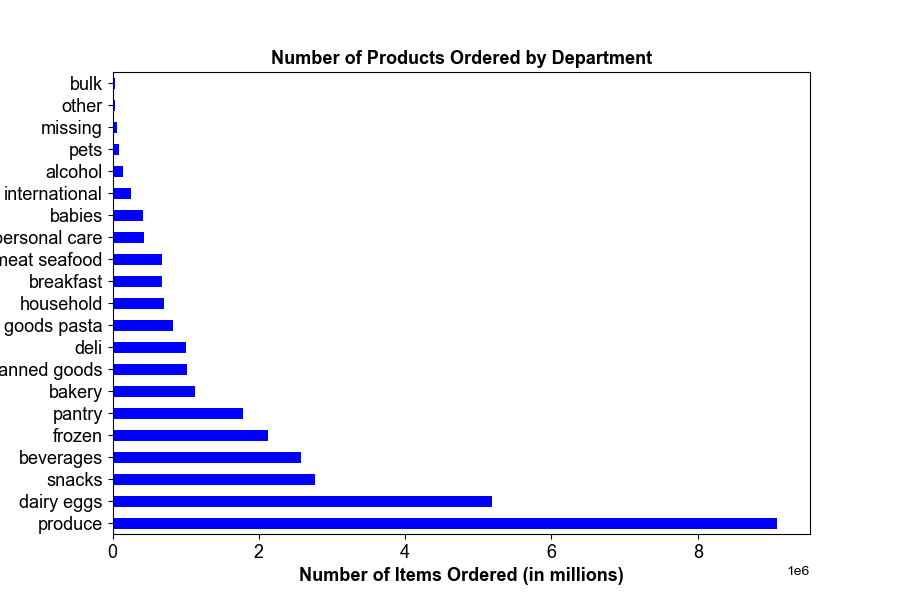 Number of Products Ordered by Department
bulk
other
missing
pets
alcohol
international
babies
personal care
meat seafood
breakfast
household
goods pasta
deli
anned goods
bakery
pantry
frozen
beverages
snacks
dairy eggs
produce
0 2 4 6 8
1e6
Number of Items Ordered (in millions)